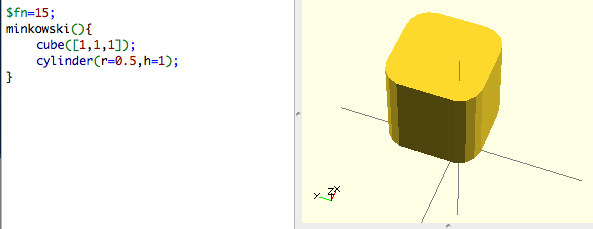 $fn=15;
minkowski(){
    cube([1,1,1]);
    cylinder(r=0.5,h=1);
}
Y
Z
X